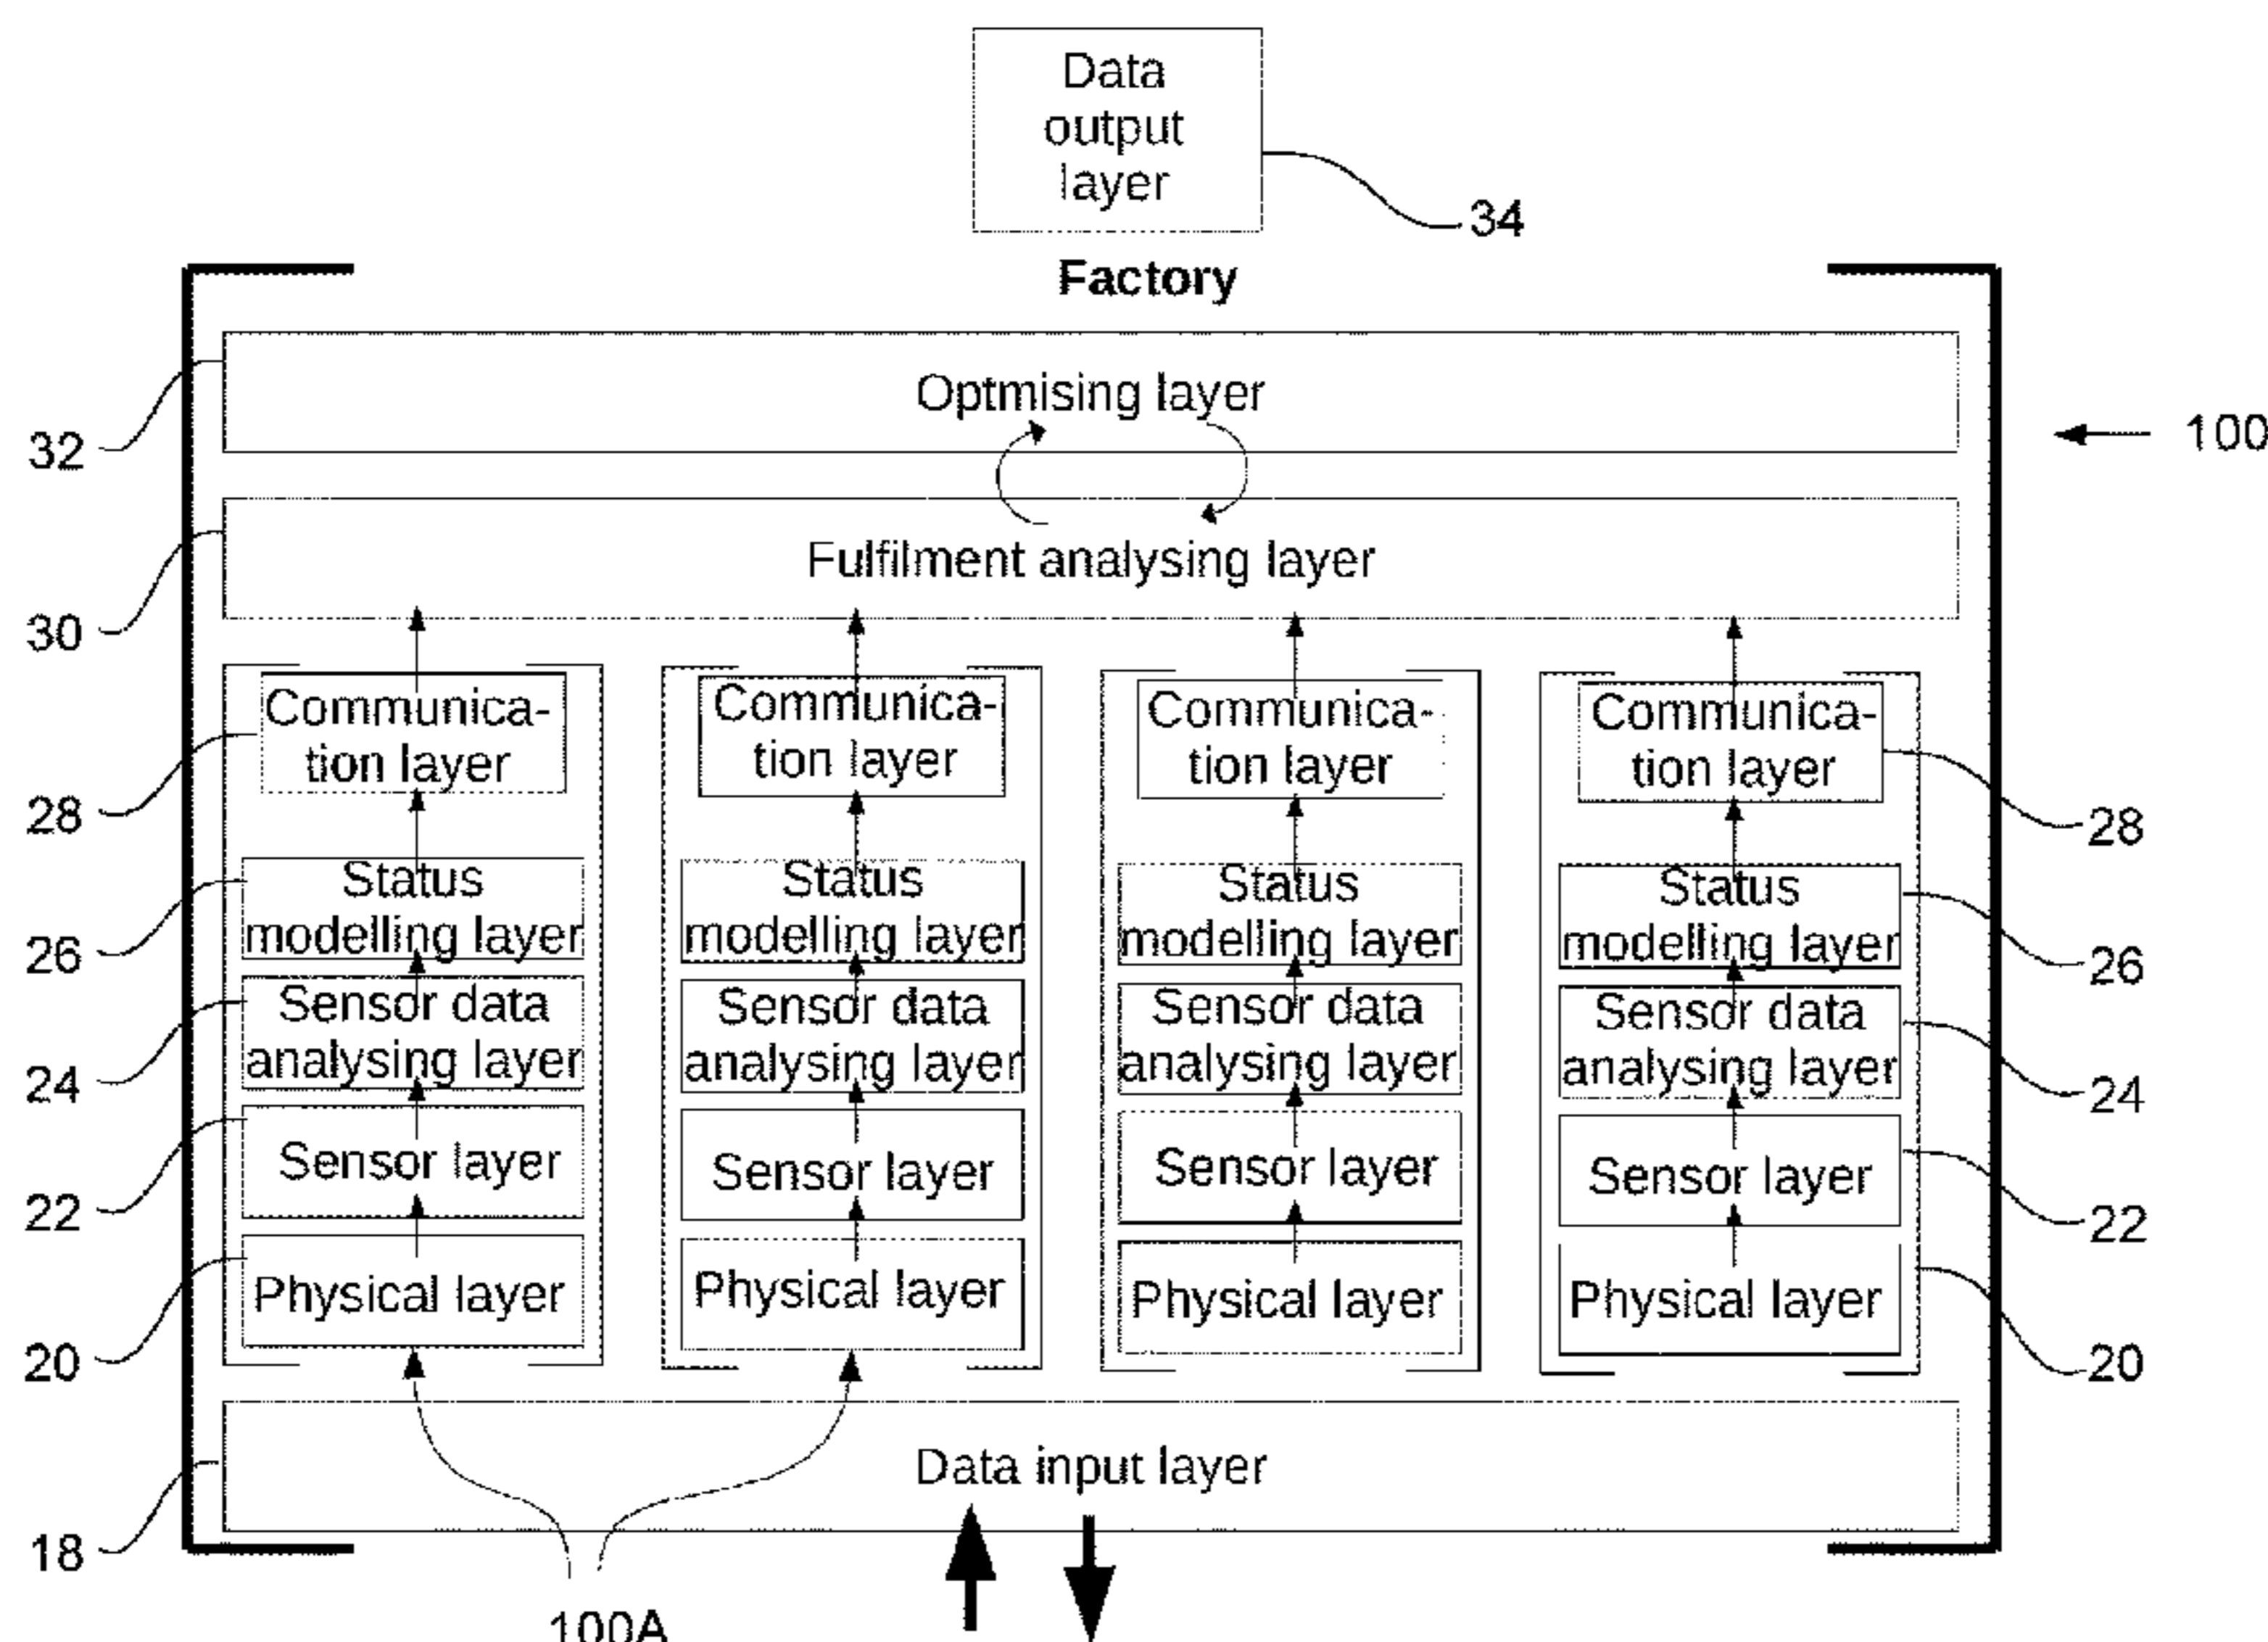 Data
output
layer
34
Factory
32
Optmising layer
100
30
Fulfilment analysing layer
Communica-
tion layer
Communica-
tion layer
Communica-
tion layer
Communica-
tion layer
28
28
Status
modelling layer
Status
modelling layer
Status
modelling layer
Status
modelling layer
26
26
Sensor data
analysing layer
Sensor data
analysing layer
Sensor data
analysing layer
Sensor data
analysing layer
24
24
Sensor layer
Sensor layer
Sensor layer
Sensor layer
22
22
Physical layer
Physical layer
Physical layer
Physical layer
20
20
Data input layer
18
100A